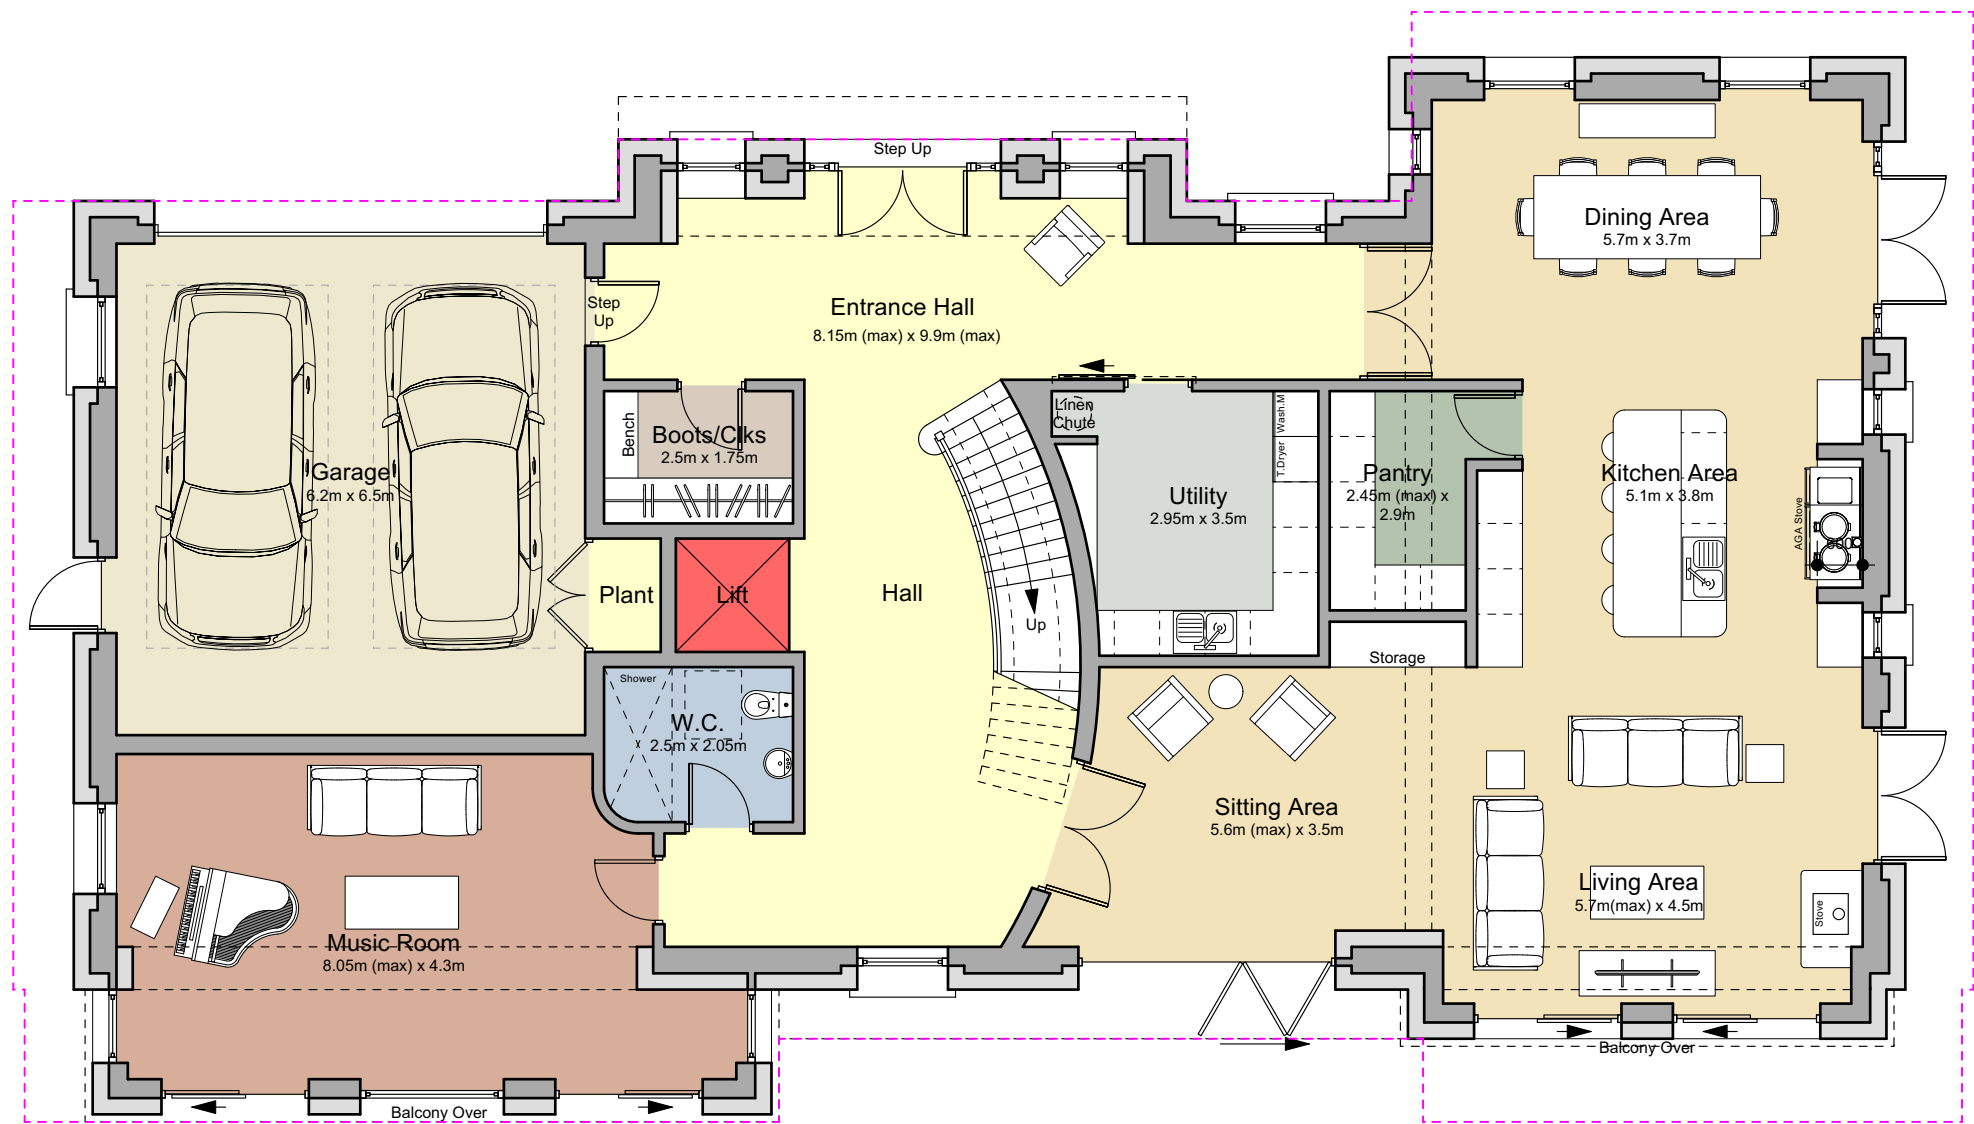 Step Up
Dining Area
5.7m x 3.7m
Step
Up
Entrance Hall
8.15m (max) x 9.9m (max)
Linen
Chute
Wash.M
T.Dryer
Bench
Boots/Clks
2.5m x 1.75m
Garage
6.2m x 6.5m
Utility
2.95m x 3.5m
Pantry
2.45m (max) x
2.9m
Kitchen Area
5.1m x 3.8m
AGA Stove
Plant
Lift
Hall
Up
Storage
Shower
W.C.
2.5m x 2.05m
Sitting Area
5.6m (max) x 3.5m
Living Area
5.7m(max) x 4.5m
Stove
Music Room
8.05m (max) x 4.3m
Balcony Over
Balcony Over